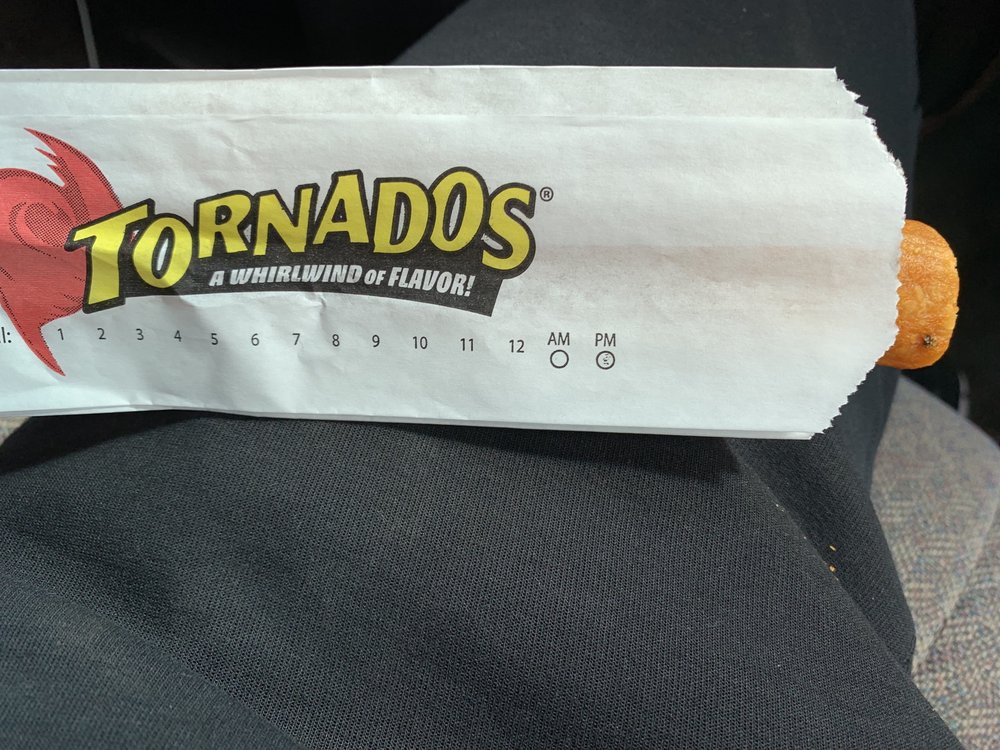 TORNADOS®
A WHIRLWIND OF FLAVOR!
l: 1 2 3 4 5 6 7 8 9 10 11 12 AM PM